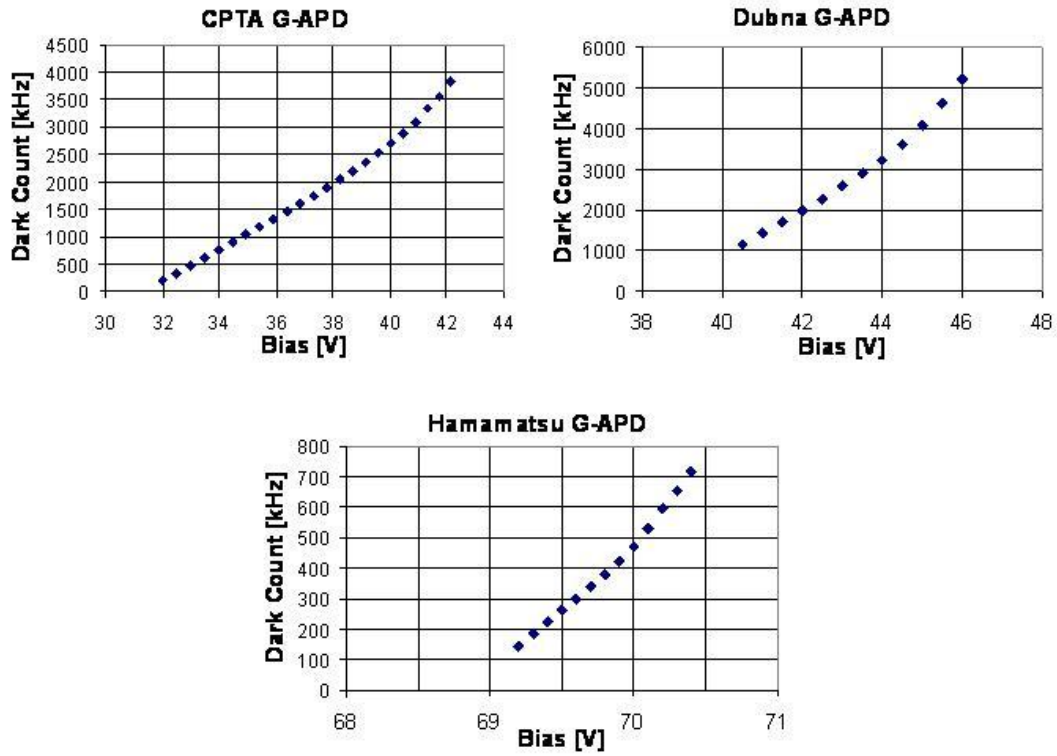 CPTA G-APD
Dark Count [kHz]
4500
4000
3500
3000
2500
2000
1500
1000
500
0
30 32 34 36 38 40 42 44
Bias [V]
Dubna G-APD
Dark Count [kHz]
6000
5000
4000
3000
2000
1000
0
38 40 42 44 46 48
Bias [V]
Hamamatsu G-APD
Dark Count [kHz]
800
700
600
500
400
300
200
100
0
68 69 70 71
Bias [V]